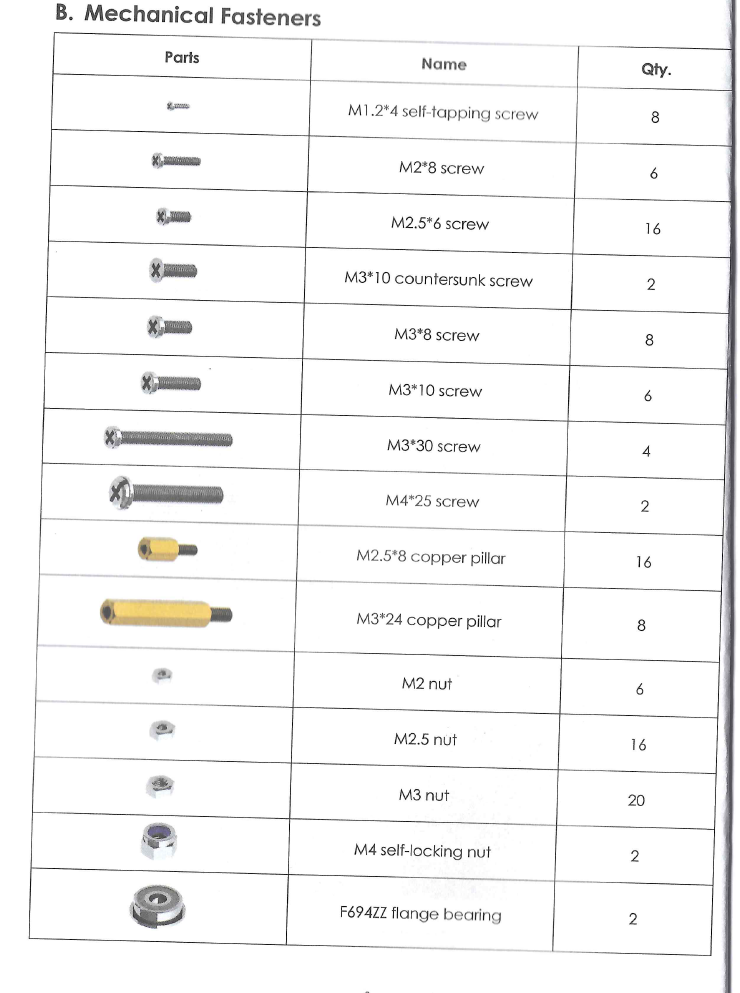 B. Mechanical Fasteners
Parts Name Qty.
M1.2*4 self-tapping screw 8
M2*8 screw 6
M2.5*6 screw 16
M3*10 countersunk screw 2
M3*8 screw 8
M3*10 screw 6
M3*30 screw 4
M4*25 screw 2
M2.5*8 copper pillar 16
M3*24 copper pillar 8
M2 nut 6
M2.5 nut 16
M3 nut 20
M4 self-locking nut 2
F694ZZ flange bearing 2